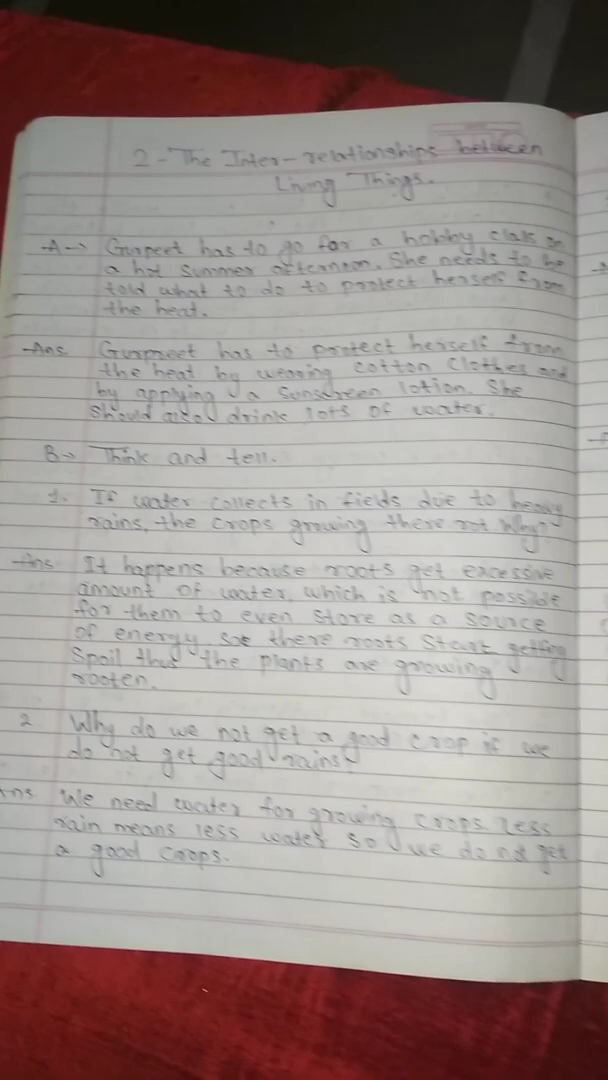 2 - The Inter - relationships between
Living Things.
A → Gurpeet has to go for a hobby class on
a hot summer afternoon. She needs to be
told what to do to protect herself from
the heat.
Ans Gurpreet has to protect herself from
the heat by wearing cotton clothes and
by applying a sunscreen lotion. She
should also drink lots of water.
B → Think and tell.
1. If water collects in fields due to heavy
rains, the crops growing there rot Why?
Ans It happens because roots get excessive
amount of water, which is not possible
for them to even store as a source
of energy so there roots start getting
spoil thus the plants are growing
rooten.
2 Why do we not get a good crop if we
do not get good rains?
Ans We need water for growing crops less
rain means less water so we do not get
a good crops.